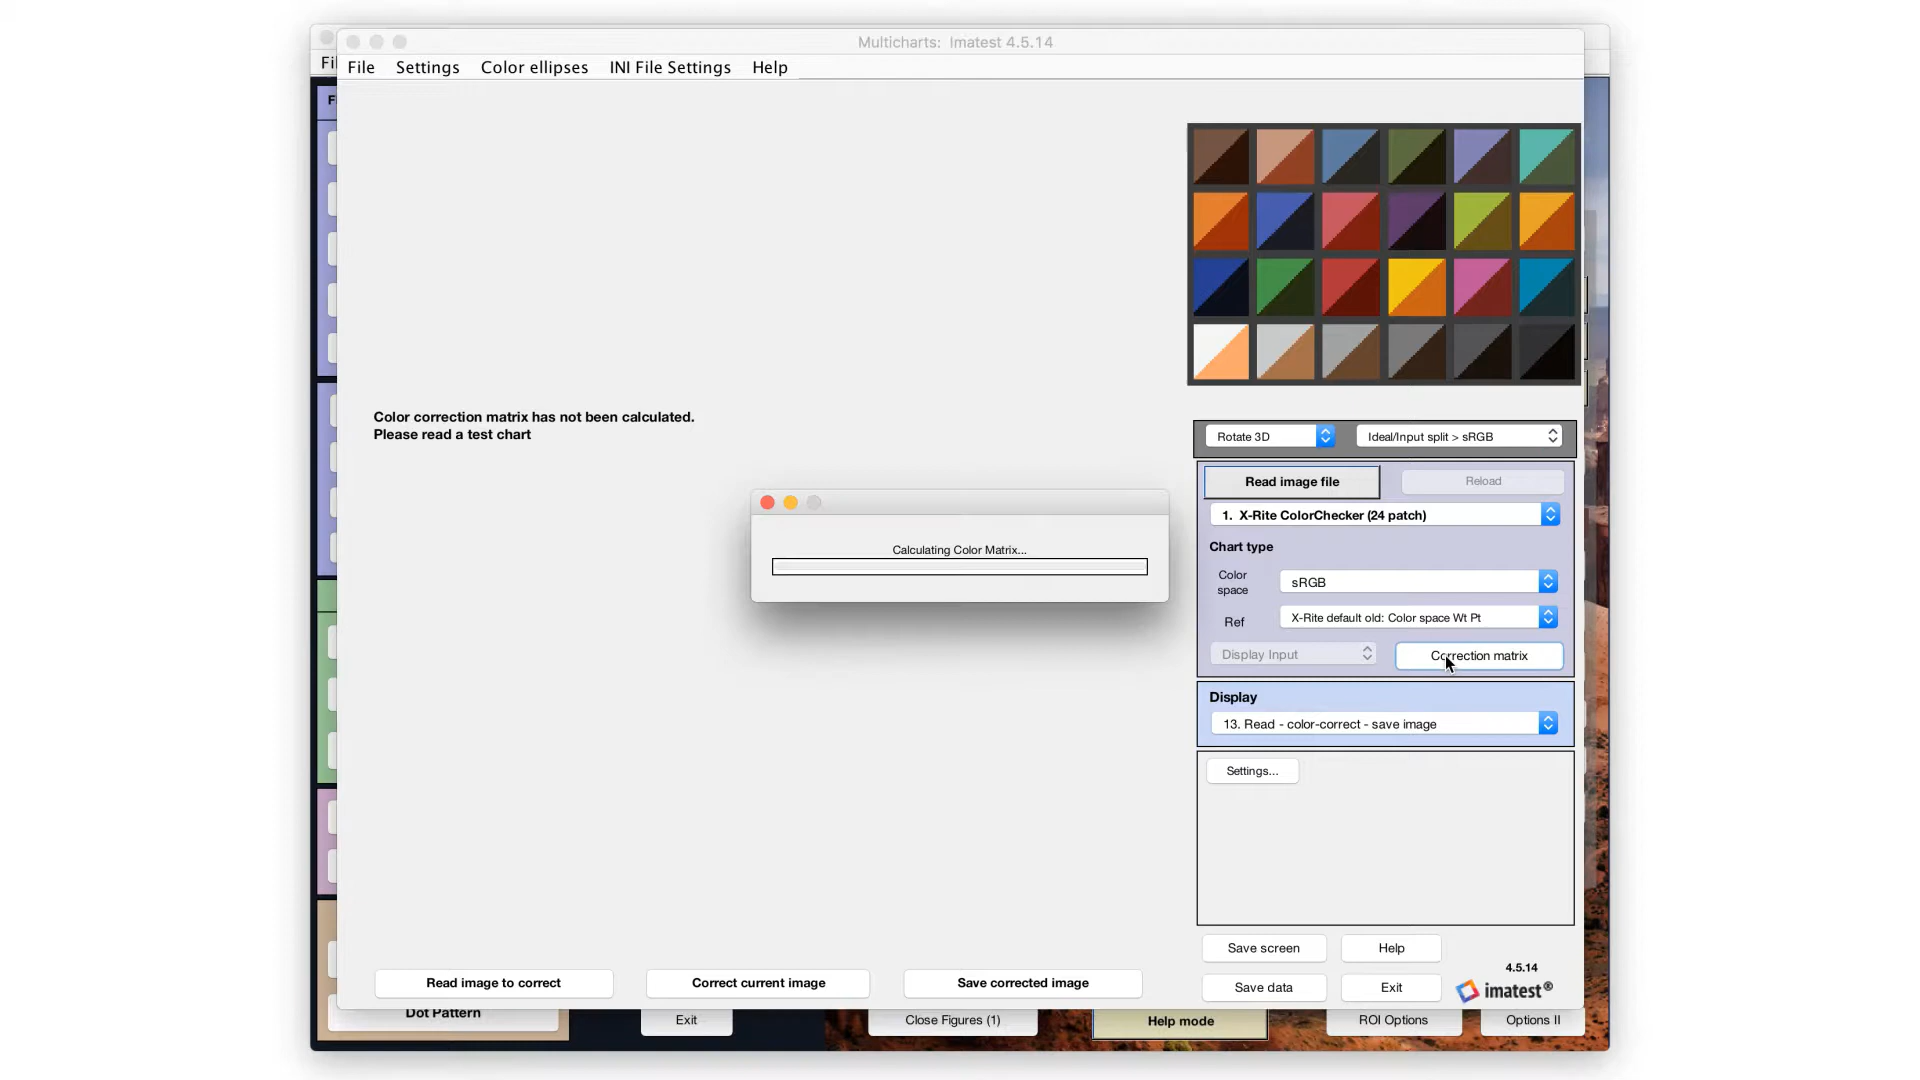 Multicharts: Imatest 4.5.14
Fi
File Settings Color ellipses INI File Settings Help
F
Color correction matrix has not been calculated.
Please read a test chart
Rotate 3D
Ideal/Input split > sRGB
Read image file
Reload
1. X-Rite ColorChecker (24 patch)
Chart type
Color
space
sRGB
Ref
X-Rite default old: Color space Wt Pt
Display Input
Correction matrix
Calculating Color Matrix...
Display
13. Read - color-correct - save image
Settings...
Save screen
Help
Save data
Exit
4.5.14
imatest®
Read image to correct
Correct current image
Save corrected image
Dot Pattern
Exit
Close Figures (1)
Help mode
ROI Options
Options II